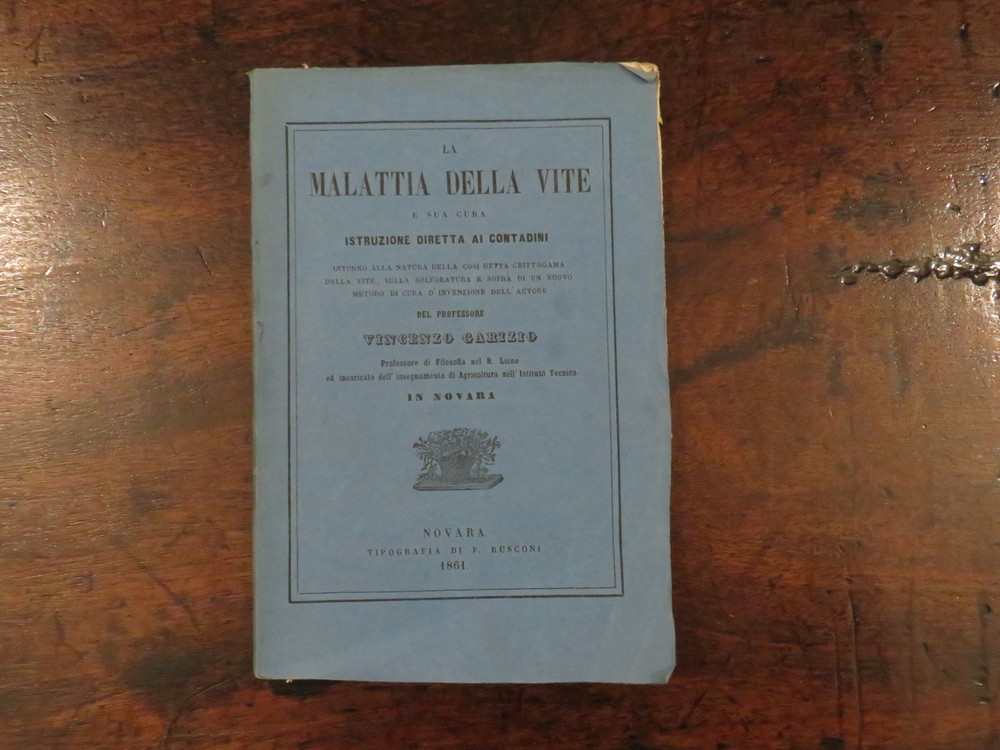 LA
MALATTIA DELLA VITE
E SUA CURA
ISTRUZIONE DIRETTA AI CONTADINI
INTORNO ALLA NATURA DELLA COSÌ DETTA CRITTOGAMA
DELLA VITE, SULLA SOLFORATURA E SOPRA DI UN NUOVO
METODO DI CURA D'INVENZIONE DELL'AUTORE
DEL PROFESSORE
VINCENZO GARIZIO
Professore di Filosofia nel R. Liceo
ed incaricato dell'insegnamento di Agricoltura nell'Istituto Tecnico
IN NOVARA
NOVARA
TIPOGRAFIA DI P. BUSCONI
1861.